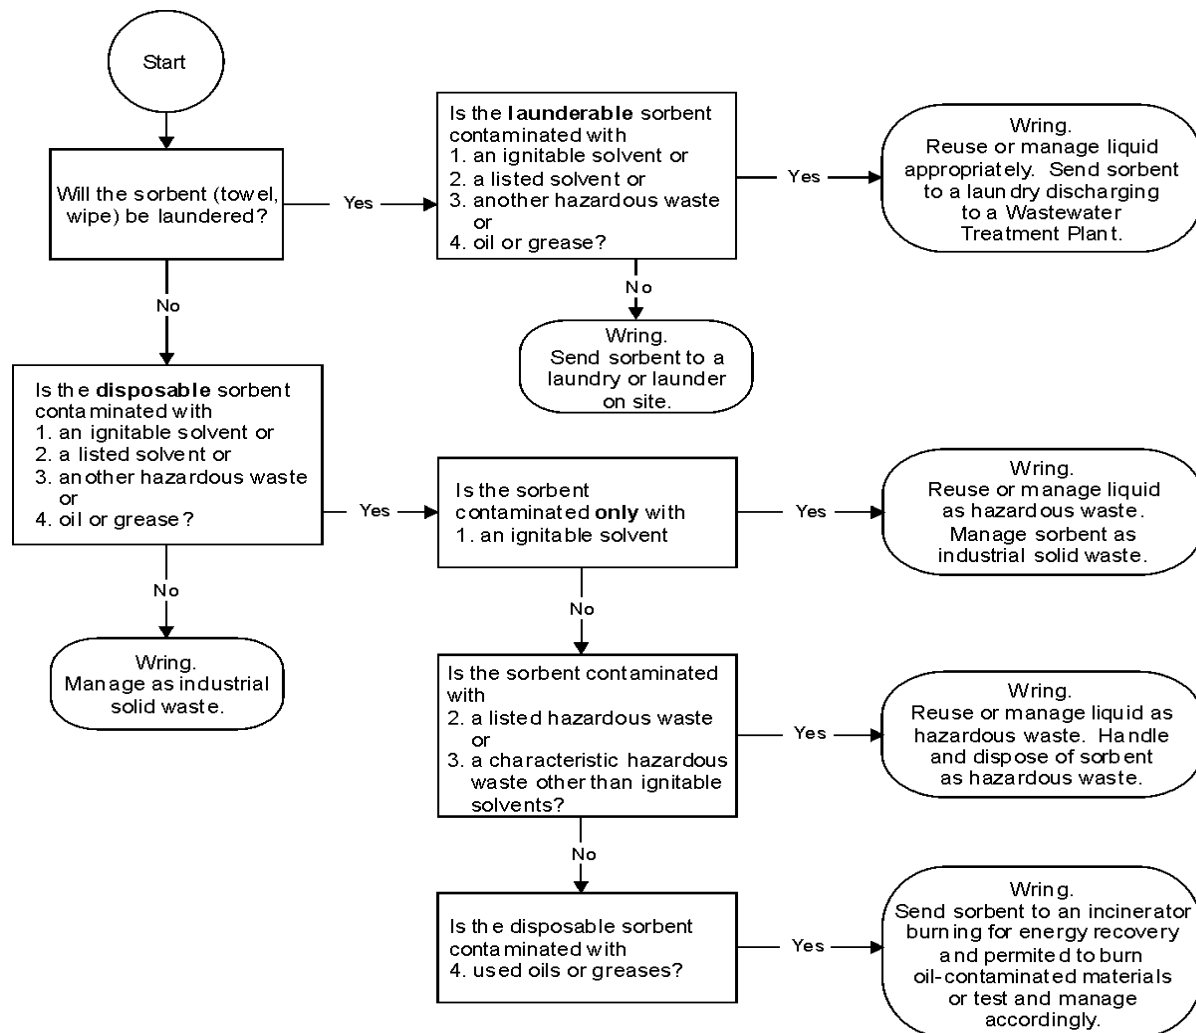 Start
Will the sorbent (towel,
wipe) be laundered?
Yes
Is the launderable sorbent
contaminated with
1. an ignitable solvent or
2. a listed solvent or
3. another hazardous waste
or
4. oil or grease?
Yes
Wring.
Reuse or manage liquid
appropriately. Send sorbent
to a laundry discharging
to a Wastewater
Treatment Plant.
No
Wring.
Send sorbent to a
laundry or launder
on site.
No
Is the disposable sorbent
contaminated with
1. an ignitable solvent or
2. a listed solvent or
3. another hazardous waste
or
4. oil or grease?
Yes
Is the sorbent
contaminated only with
1. an ignitable solvent
Yes
Wring.
Reuse or manage liquid
as hazardous waste.
Manage sorbent as
industrial solid waste.
No
Wring.
Manage as industrial
solid waste.
No
Is the sorbent contaminated
with
2. a listed hazardous waste
or
3. a characteristic hazardous
waste other than ignitable
solvents?
Yes
Wring.
Reuse or manage liquid as
hazardous waste. Handle
and dispose of sorbent
as hazardous waste.
No
Is the disposable sorbent
contaminated with
4. used oils or greases?
Yes
Wring.
Send sorbent to an incinerator
burning for energy recovery
and permited to burn
oil-contaminated materials
or test and manage
accordingly.